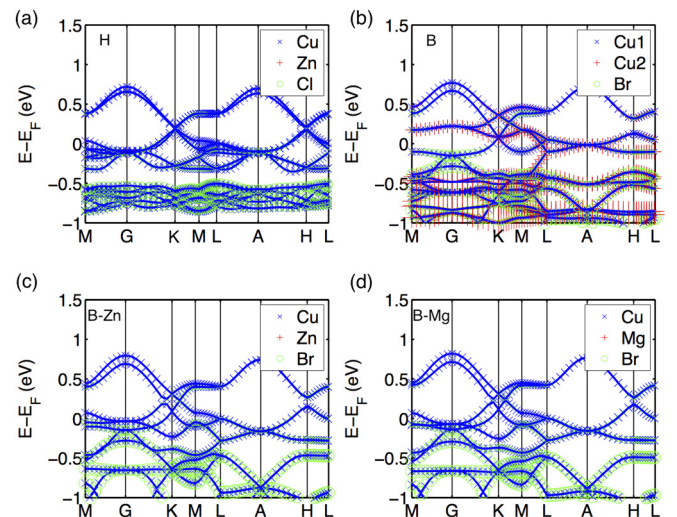 (a)
H
Cu
Zn
Cl
E−E_F (eV)
1.5
1
0.5
0
−0.5
−1
M G K M L A H L
(b)
B
Cu1
Cu2
Br
E−E_F (eV)
1.5
1
0.5
0
−0.5
−1
M G K M L A H L
(c)
B-Zn
Cu
Zn
Br
E−E_F (eV)
1.5
1
0.5
0
−0.5
−1
M G K M L A H L
(d)
B-Mg
Cu
Mg
Br
E−E_F (eV)
1.5
1
0.5
0
−0.5
−1
M G K M L A H L